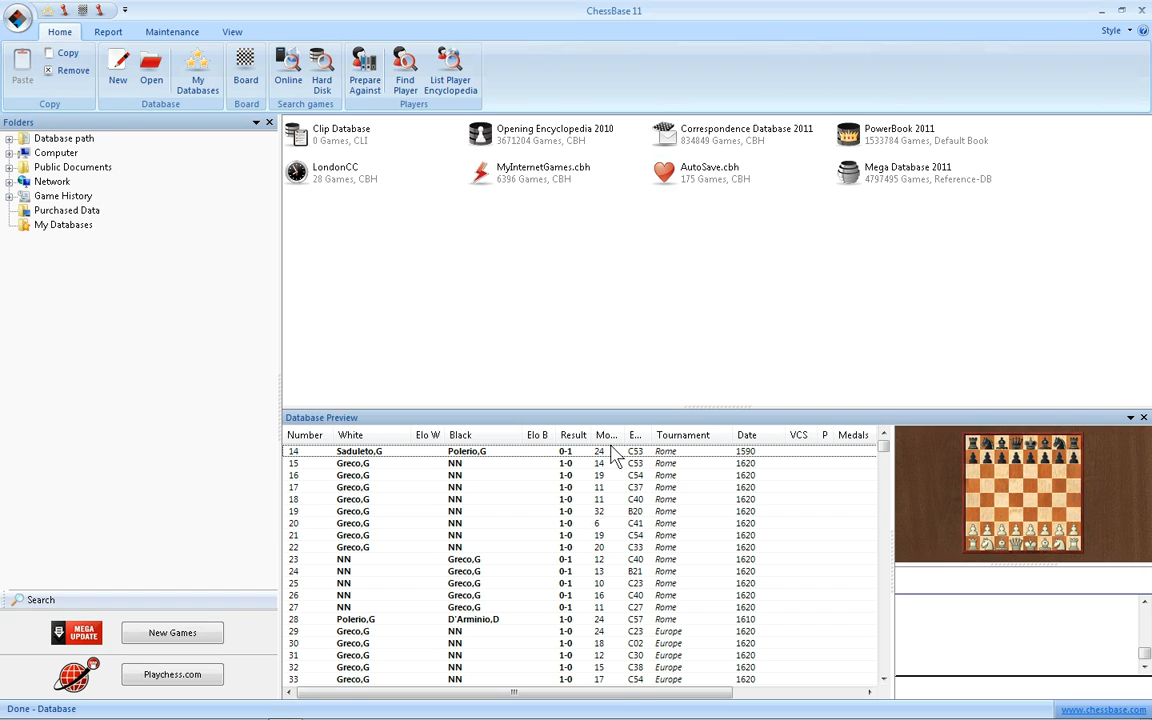 ChessBase 11
Home Report Maintenance View Style
Paste Copy Remove New Open My Databases Board Online Hard Disk Prepare Against Find Player List Player Encyclopedia
Copy Database Board Search games Players
Folders
Database path
Computer
Public Documents
Network
Game History
Purchased Data
My Databases
Clip Database
0 Games, CLI
Opening Encyclopedia 2010
3671204 Games, CBH
Correspondence Database 2011
834849 Games, CBH
PowerBook 2011
1533784 Games, Default Book
LondonCC
28 Games, CBH
MyInternetGames.cbh
6396 Games, CBH
AutoSave.cbh
175 Games, CBH
Mega Database 2011
4797495 Games, Reference-DB
Database Preview
Number White Elo W Black Elo B Result Mo... E... Tournament Date VCS P Medals
14 Saduleto,G Polerio,G 0-1 24 C53 Rome 1590
15 Greco,G NN 1-0 14 C53 Rome 1620
16 Greco,G NN 1-0 19 C54 Rome 1620
17 Greco,G NN 1-0 11 C37 Rome 1620
18 Greco,G NN 1-0 11 C40 Rome 1620
19 Greco,G NN 1-0 32 B20 Rome 1620
20 Greco,G NN 1-0 6 C41 Rome 1620
21 Greco,G NN 1-0 19 C54 Rome 1620
22 Greco,G NN 1-0 20 C33 Rome 1620
23 NN Greco,G 0-1 12 C40 Rome 1620
24 NN Greco,G 0-1 13 B21 Rome 1620
25 NN Greco,G 0-1 10 C23 Rome 1620
26 NN Greco,G 0-1 16 C40 Rome 1620
27 NN Greco,G 0-1 11 C27 Rome 1620
28 Polerio,G D'Arminio,D 1-0 24 C57 Rome 1610
29 Greco,G NN 1-0 24 C23 Europe 1620
30 Greco,G NN 1-0 18 C02 Europe 1620
31 Greco,G NN 1-0 12 C30 Europe 1620
32 Greco,G NN 1-0 15 C38 Europe 1620
33 Greco,G NN 1-0 17 C54 Europe 1620
Search
MEGA UPDATE
New Games
Playchess.com
Done - Database
www.chessbase.com